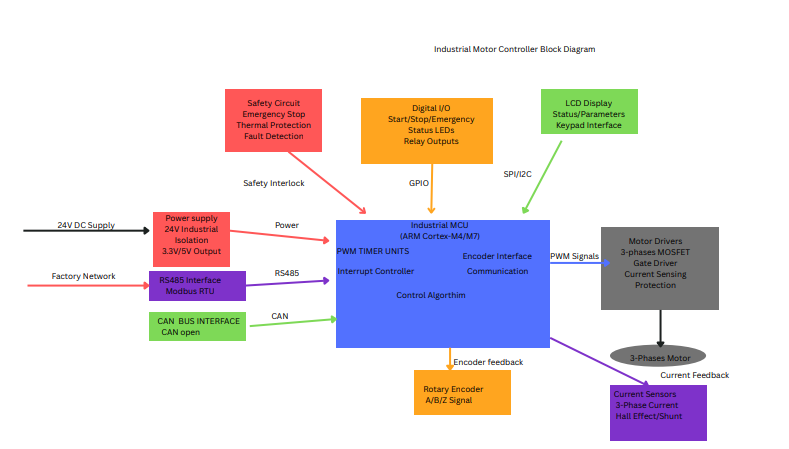 Industrial Motor Controller Block Diagram
Safety Circuit
Emergency Stop
Thermal Protection
Fault Detection
Digital I/O
Start/Stop/Emergency
Status LEDs
Relay Outputs
LCD Display
Status/Parameters
Keypad Interface
Safety Interlock
GPIO
SPI/I2C
24V DC Supply
Power supply
24V Industrial
Isolation
3.3V/5V Output
Power
Factory Network
RS485 Interface
Modbus RTU
RS485
CAN BUS INTERFACE
CAN open
CAN
Industrial MCU
(ARM Cortex-M4/M7)
PWM TIMER UNITS
Encoder Interface
Interrupt Controller
Communication
Control Algorthim
PWM Signals
Motor Drivers
3-phases MOSFET
Gate Driver
Current Sensing
Protection
3-Phases Motor
Encoder feedback
Rotary Encoder
A/B/Z Signal
Current Feedback
Current Sensors
3-Phase Current
Hall Effect/Shunt